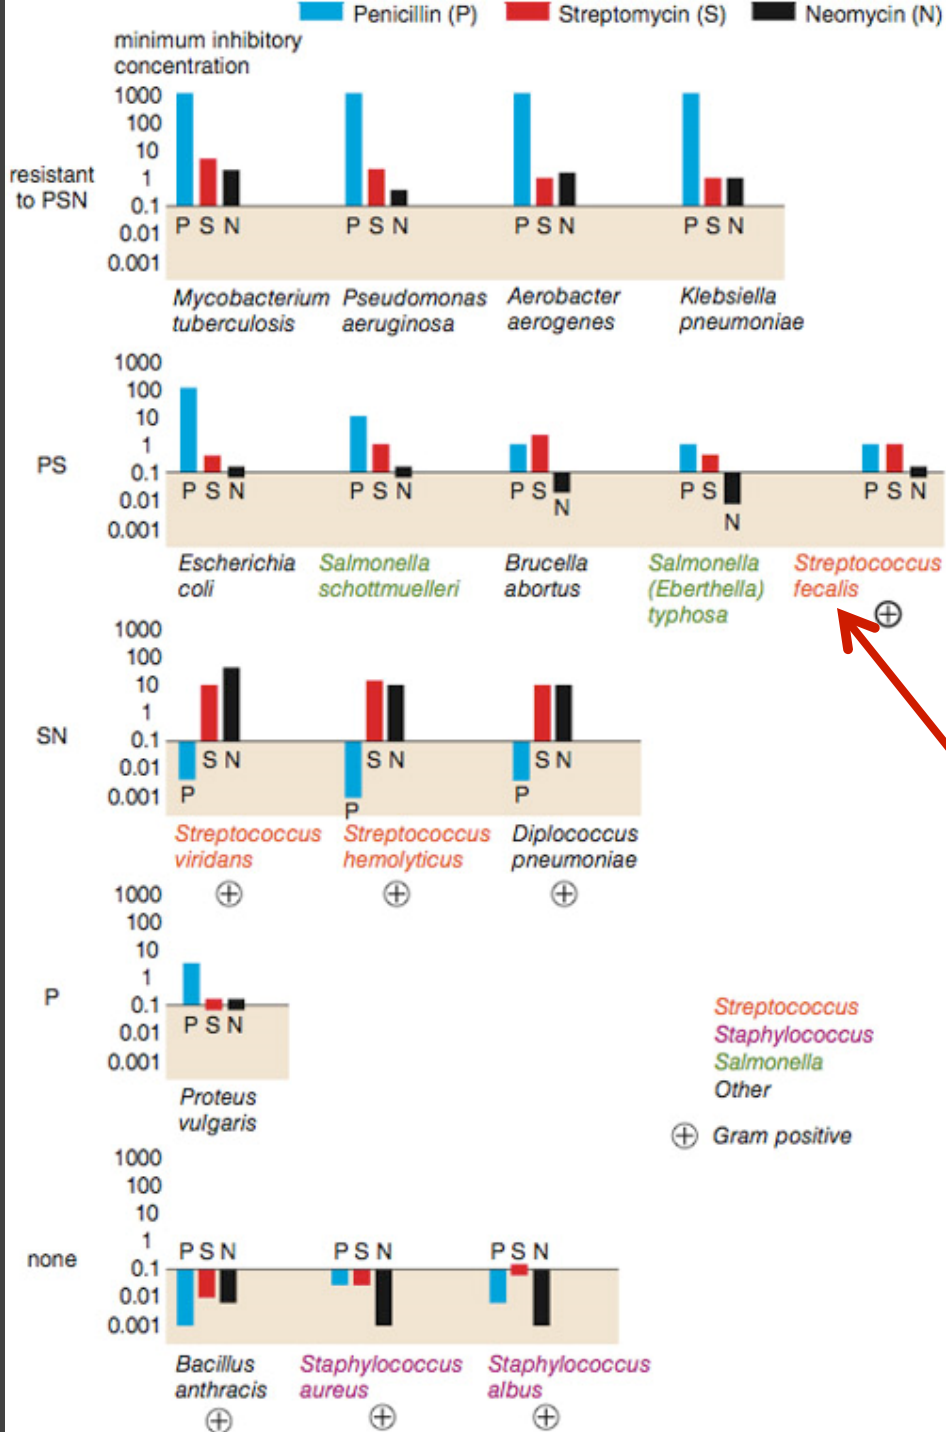 Penicillin (P) Streptomycin (S) Neomycin (N)
minimum inhibitory
concentration
1000
100
10
1
0.1
0.01
0.001
resistant
to PSN
P S N P S N P S N P S N
Mycobacterium Pseudomonas Aerobacter Klebsiella
tuberculosis aeruginosa aerogenes pneumoniae
1000
100
10
1
0.1
0.01
0.001
PS
P S N P S N P S N P S N P S N
Escherichia Salmonella Brucella Salmonella Streptococcus
coli schottmuelleri abortus (Eberthella) fecalis
typhosa
1000
100
10
1
0.1
0.01
0.001
SN
S N S N S N
P P P
Streptococcus Streptococcus Diplococcus
viridans hemolyticus pneumoniae
1000
100
10
1
0.1
0.01
0.001
P
P S N
Proteus
vulgaris
Streptococcus
Staphylococcus
Salmonella
Other
Gram positive
1000
100
10
1
0.1
0.01
0.001
none
P S N P S N P S N
Bacillus Staphylococcus Staphylococcus
anthracis aureus albus